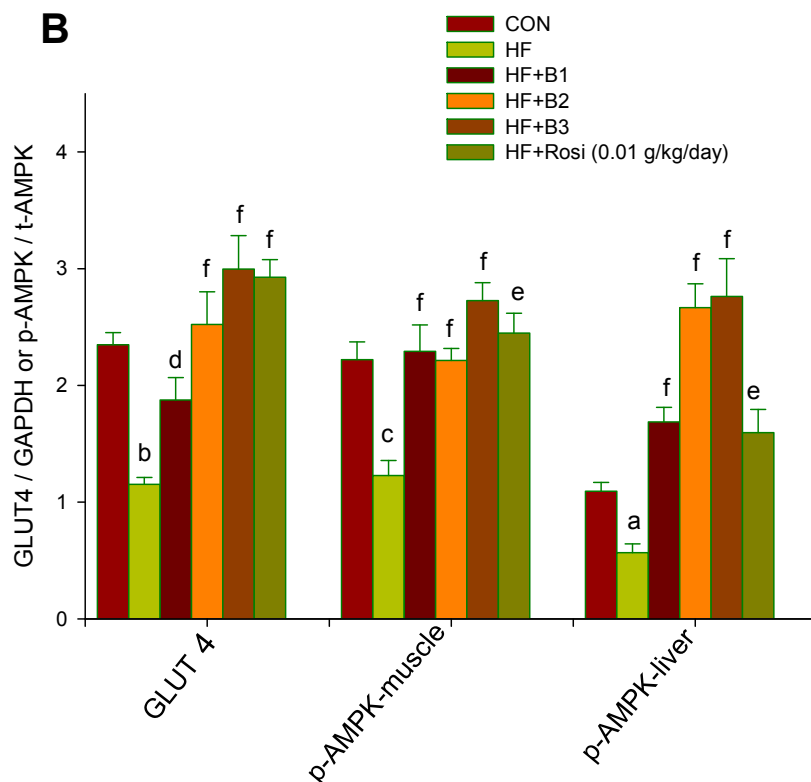 B
CON
HF
HF+B1
HF+B2
HF+B3
HF+Rosi (0.01 g/kg/day)
GLUT4 / GAPDH or p-AMPK / t-AMPK
4
3
2
1
0
b
d
f
f
f
c
f
f
f
e
a
f
f
f
e
GLUT 4
p-AMPK-muscle
p-AMPK-liver